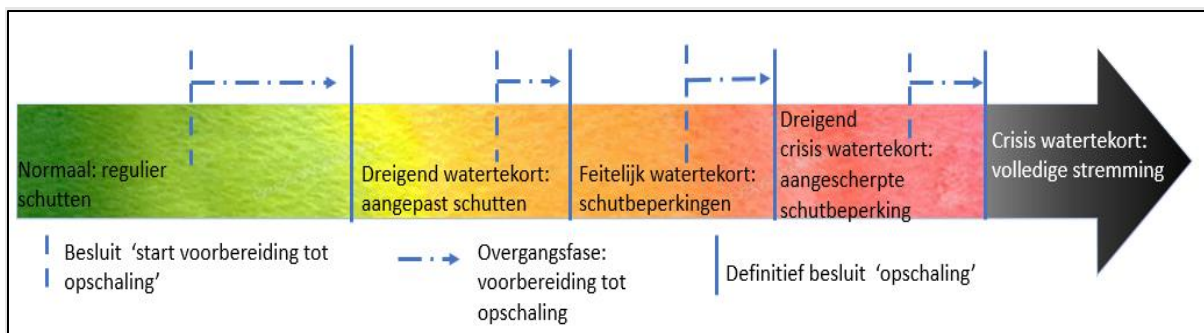 Normaal: regulier
schutten
Dreigend watertekort:
aangepast schutten
Feitelijk watertekort:
schutbeperkingen
Dreigend
crisis watertekort:
aangescherpte
schutbeperking
Crisis watertekort:
volledige stremming
Besluit 'start voorbereiding tot
opschaling'
Overgangsfase:
voorbereiding tot
opschaling
Definitief besluit 'opschaling'